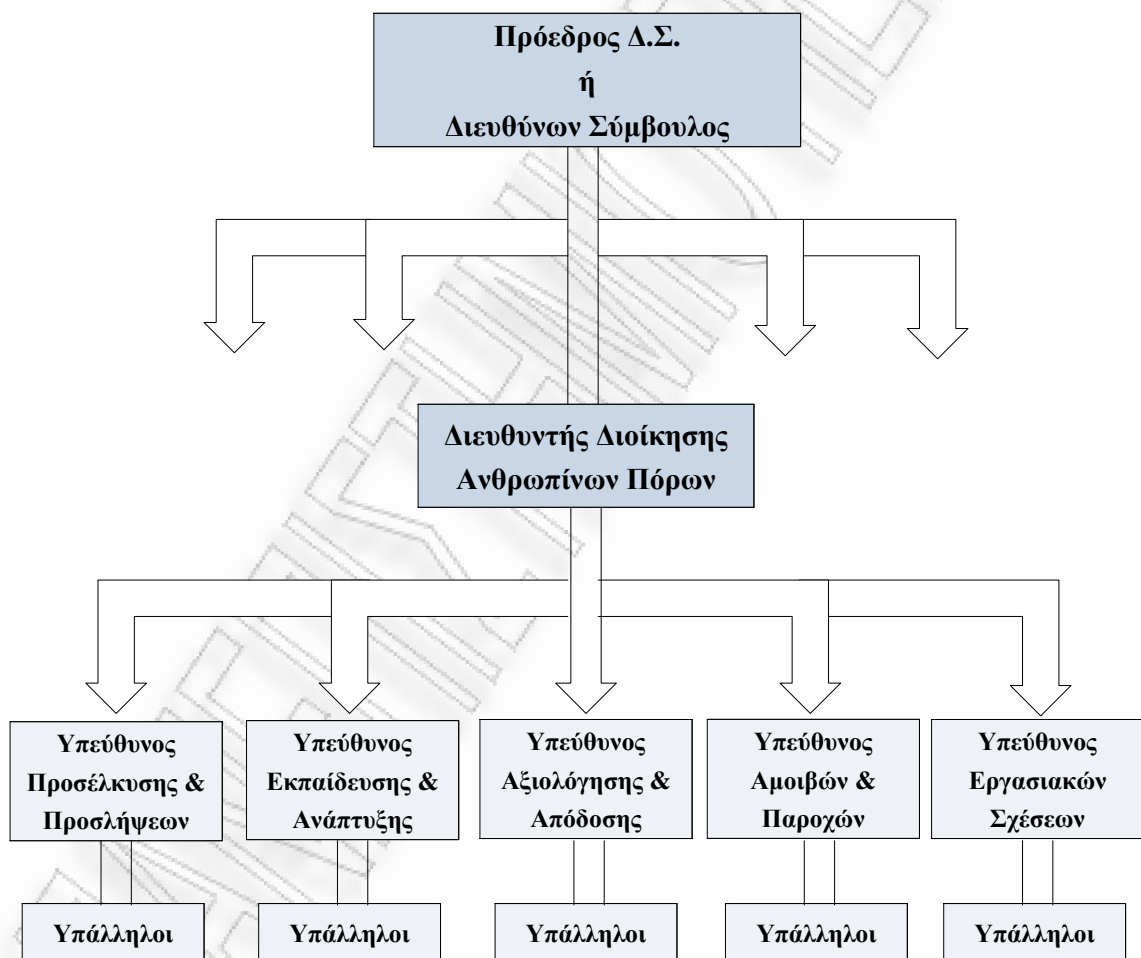 Πρόεδρος Δ.Σ.
ή
Διευθύνων Σύμβουλος
Διευθυντής Διοίκησης
Ανθρωπίνων Πόρων
Υπεύθυνος
Προσέλκυσης &
Προσλήψεων
Υπεύθυνος
Εκπαίδευσης &
Ανάπτυξης
Υπεύθυνος
Αξιολόγησης &
Απόδοσης
Υπεύθυνος
Αμοιβών &
Παροχών
Υπεύθυνος
Εργασιακών
Σχέσεων
Υπάλληλοι
Υπάλληλοι
Υπάλληλοι
Υπάλληλοι
Υπάλληλοι